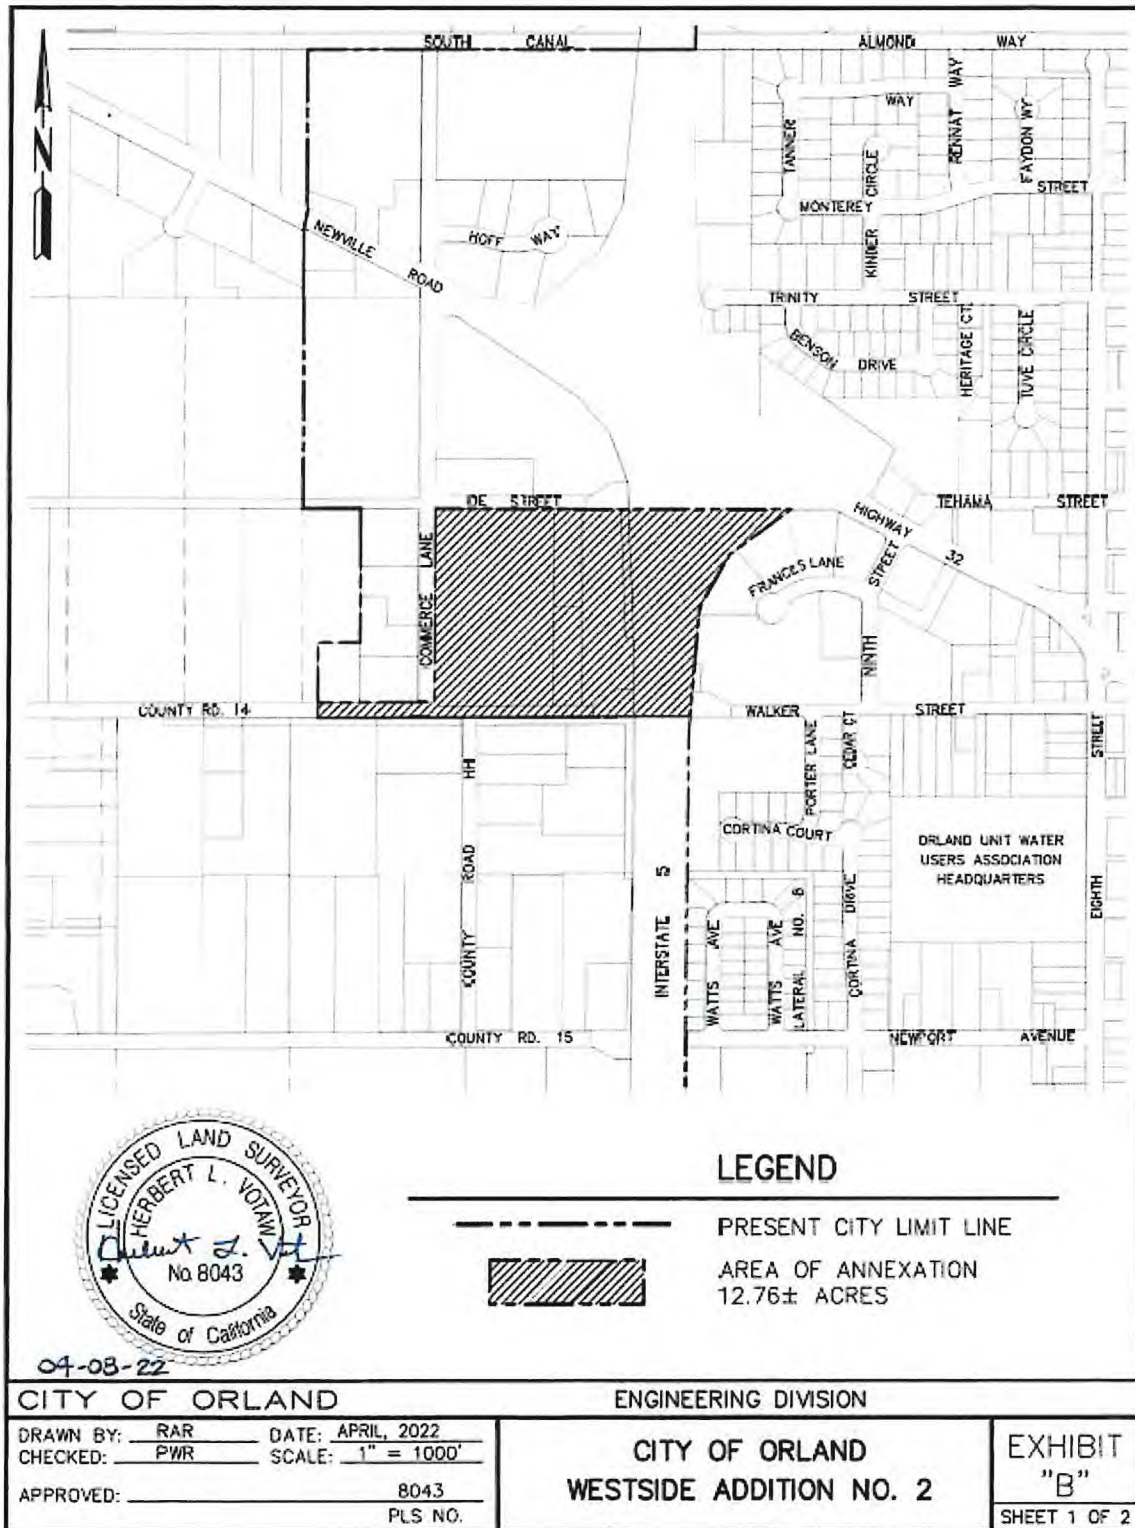 SOUTH CANAL
ALMOND WAY
N
WAY
TANNER
RENNAT WAY
FAYDON WY
KINDER CIRCLE
MONTEREY
STREET
NEWVILLE ROAD
HOFF WAY
TRINITY STREET
BENSON DRIVE
HERITAGE CT.
TUVE CIRCLE
IDE STREET
TEHAMA STREET
HIGHWAY 32
COMMERCE LANE
FRANCES LANE
NINTH STREET
COUNTY RD. 14
WALKER STREET
COUNTY ROAD HH
PORTER LANE
CEDAR CT
EIGHTH STREET
CORTINA COURT
ORLAND UNIT WATER
USERS ASSOCIATION
HEADQUARTERS
INTERSTATE 5
WATTS AVE
WATTS AVE
LATERAL NO. 8
CORTINA DRIVE
COUNTY RD. 15
NEWPORT AVENUE
LICENSED LAND SURVEYOR
HERBERT L. VOTAW
No. 8043
State of California
04-08-22
LEGEND
PRESENT CITY LIMIT LINE
AREA OF ANNEXATION
12.76± ACRES
CITY OF ORLAND
ENGINEERING DIVISION
DRAWN BY: RAR DATE: APRIL, 2022
CHECKED: PWR SCALE: 1" = 1000'
APPROVED: 8043
PLS NO.
CITY OF ORLAND
WESTSIDE ADDITION NO. 2
EXHIBIT
"B"
SHEET 1 OF 2